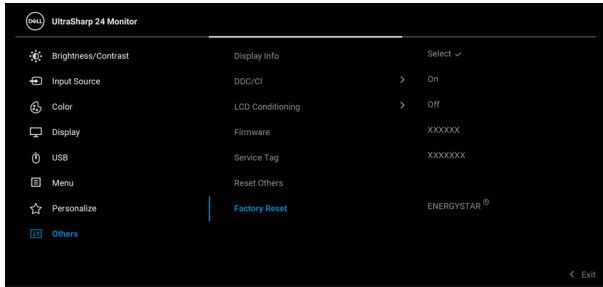 DELL UltraSharp 24 Monitor
Brightness/Contrast
Input Source
Color
Display
USB
Menu
Personalize
Others
Display Info Select ✓
DDC/CI > On
LCD Conditioning > Off
Firmware XXXXXX
Service Tag XXXXXXX
Reset Others
Factory Reset ENERGYSTAR ®
< Exit